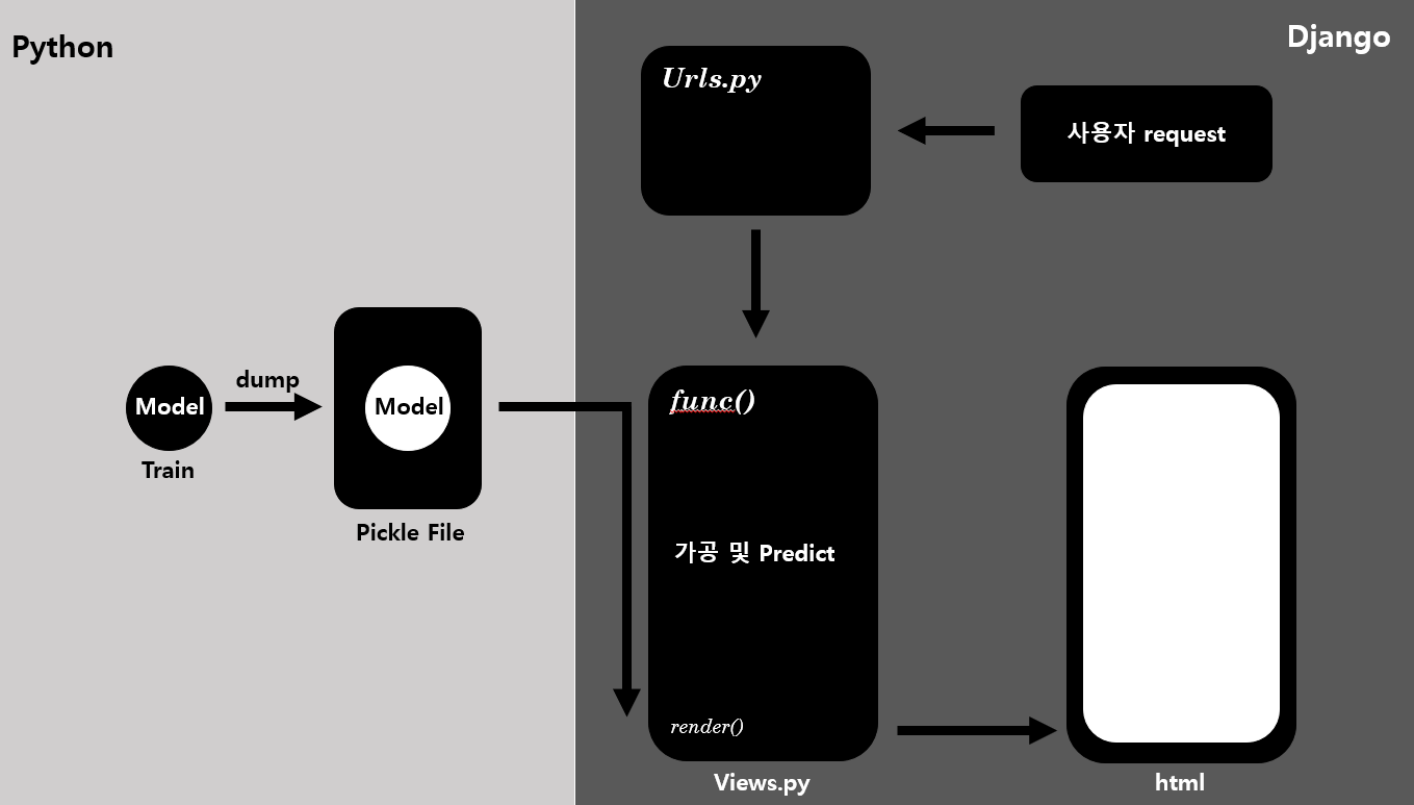 Python
Django
Urls.py
사용자 request
Model
dump
Train
Model
Pickle File
func()
가공 및 Predict
render()
Views.py
html